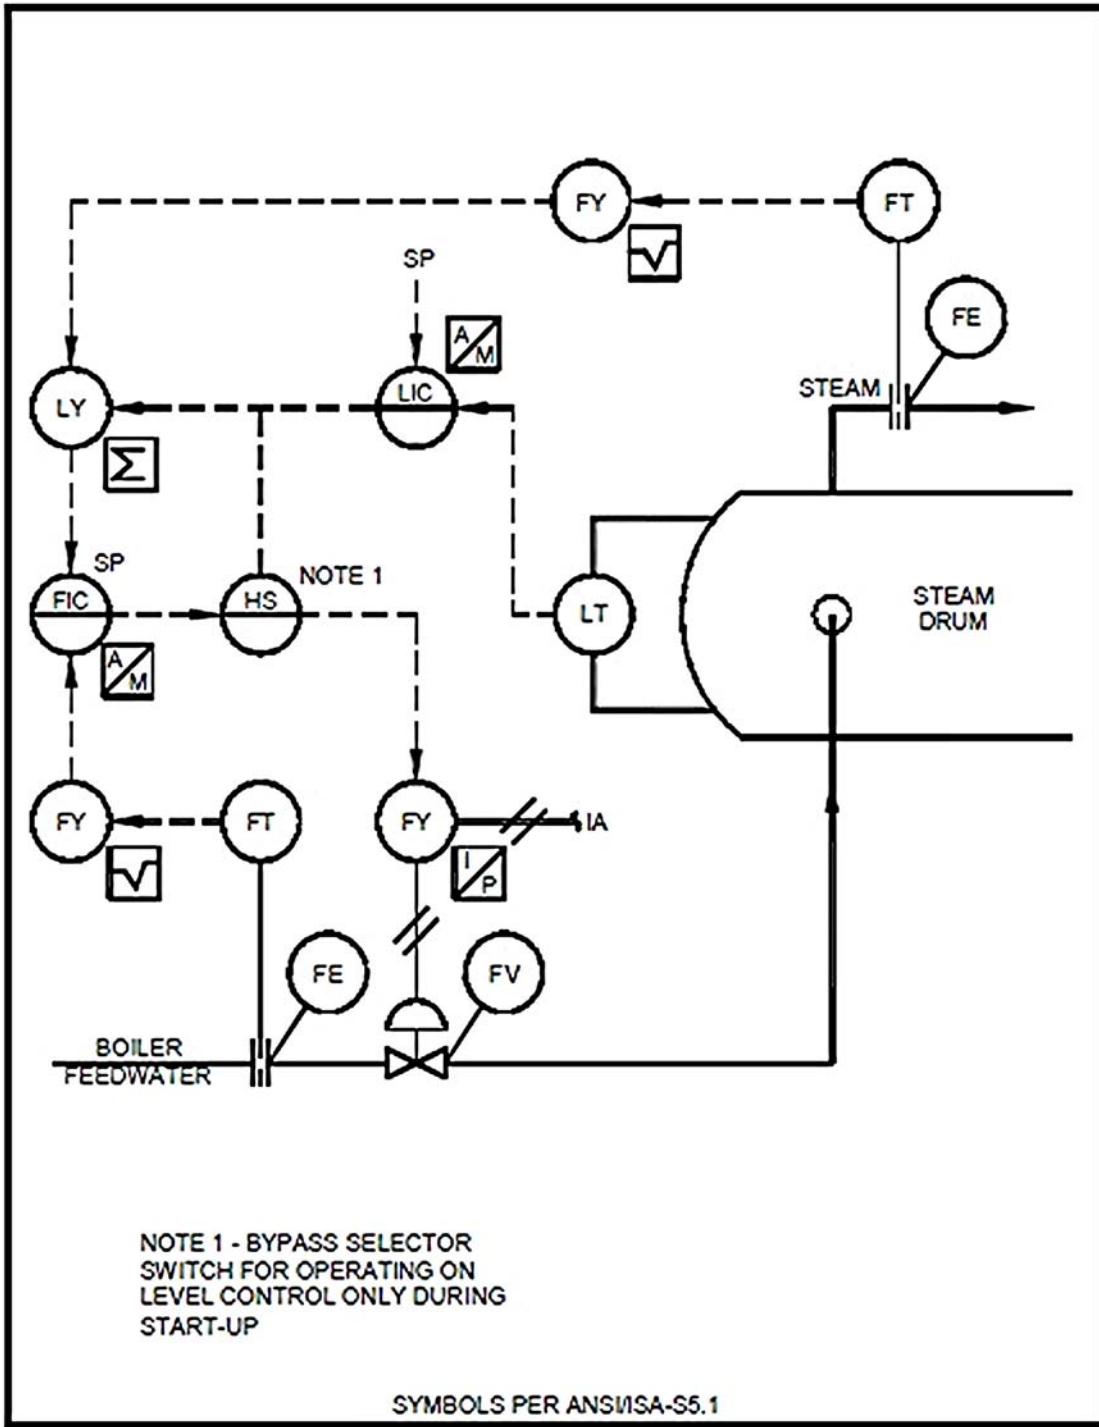 FY
FT
SP
FE
A/M
STEAM
LIC
LY
Σ
STEAM
DRUM
SP
NOTE 1
FIC
HS
LT
A/M
FY
FT
FY
IA
I/P
FE
FV
BOILER
FEEDWATER
NOTE 1 - BYPASS SELECTOR
SWITCH FOR OPERATING ON
LEVEL CONTROL ONLY DURING
START-UP
SYMBOLS PER ANSI/ISA-S5.1